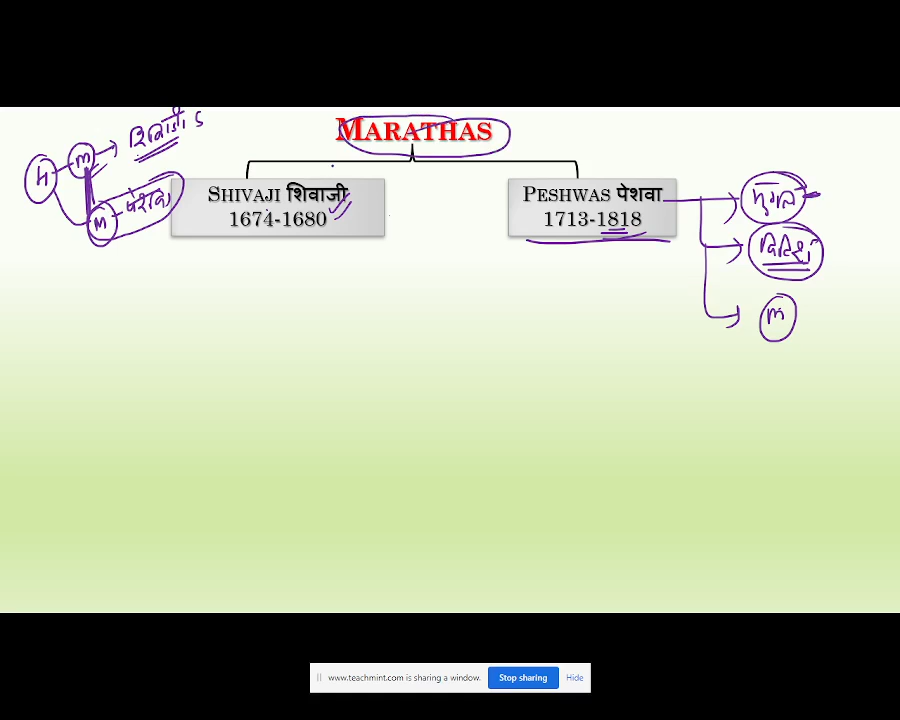 MARATHAS
शिवाजी
m
m पेशवा
SHIVAJI शिवाजी
1674-1680
PESHWAS पेशवा
1713-1818
मुगल
ब्रिटिश
m
www.teachmint.com is sharing a window.
Stop sharing
Hide